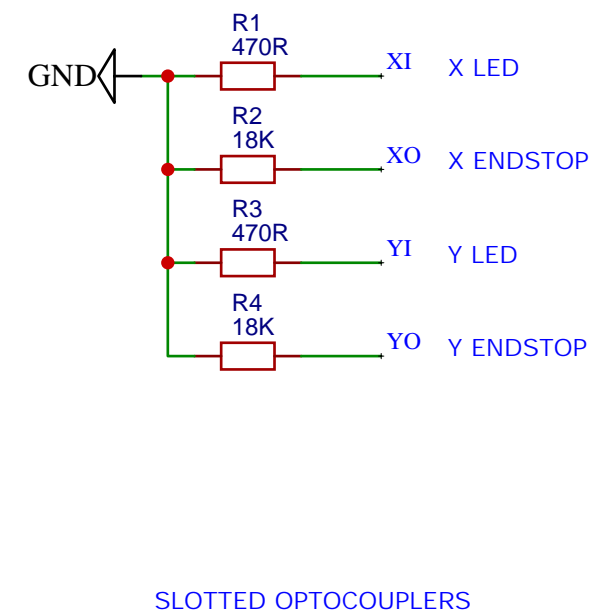 R1
470R
GND
XI X LED
R2
18K
XO X ENDSTOP
R3
470R
YI Y LED
R4
18K
YO Y ENDSTOP
SLOTTED OPTOCOUPLERS